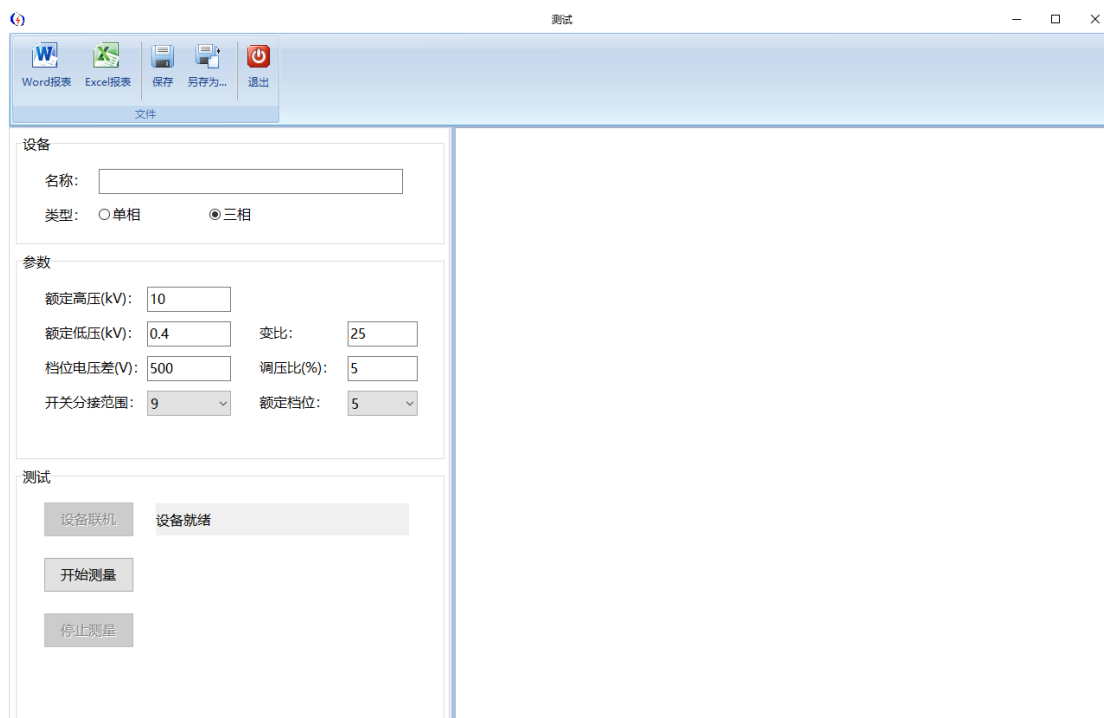 测试
Word报表 Excel报表 保存 另存为... 退出
文件
设备
名称：
类型： 单相 三相
参数
额定高压(kV)： 10
额定低压(kV)： 0.4 变比： 25
档位电压差(V)： 500 调压比(%)： 5
开关分接范围： 9 额定档位： 5
测试
设备联机 设备就绪
开始测量
停止测量